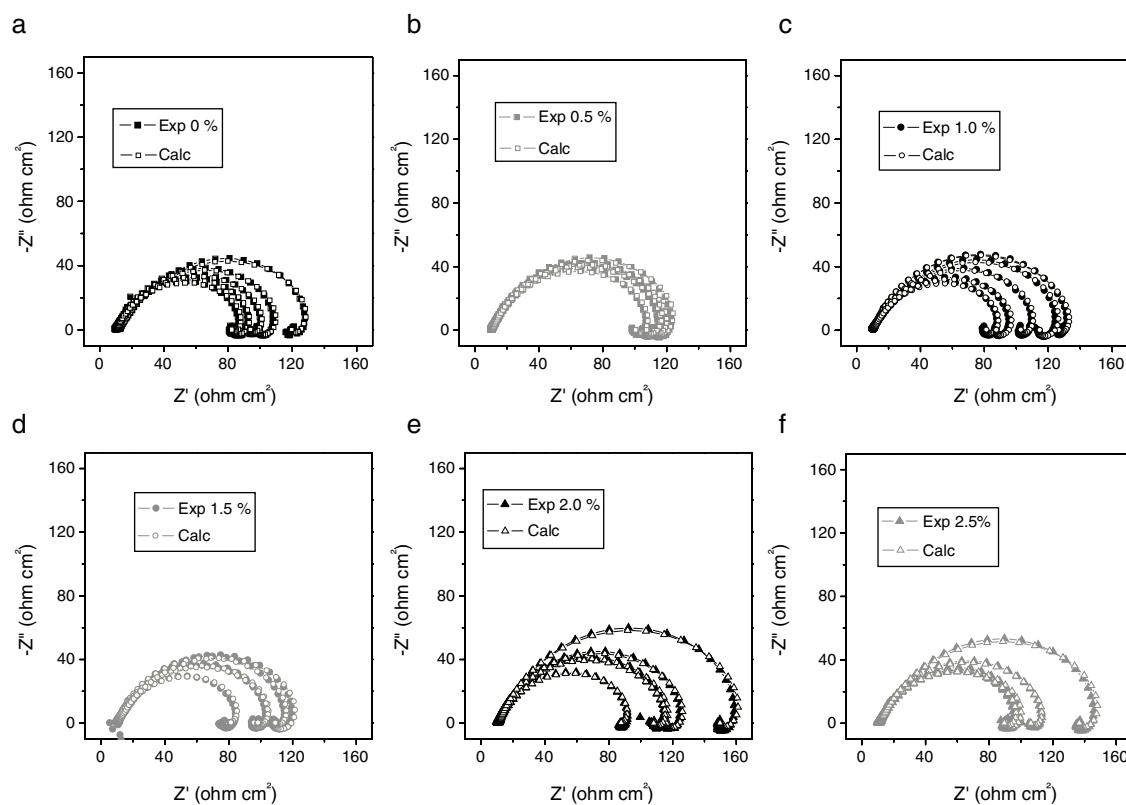 a
160
120
80
40
0
-Z" (ohm cm²)
Exp 0 %
Calc
0 40 80 120 160
Z' (ohm cm²)
b
160
120
80
40
0
-Z" (ohm cm²)
Exp 0.5 %
Calc
0 40 80 120 160
Z' (ohm cm²)
c
160
120
80
40
0
-Z" (ohm cm²)
Exp 1.0 %
Calc
0 40 80 120 160
Z' (ohm cm²)
d
160
120
80
40
0
-Z" (ohm cm²)
Exp 1.5 %
Calc
0 40 80 120 160
Z' (ohm cm²)
e
160
120
80
40
0
-Z" (ohm cm²)
Exp 2.0 %
Calc
0 40 80 120 160
Z' (ohm cm²)
f
160
120
80
40
0
-Z" (ohm cm²)
Exp 2.5%
Calc
0 40 80 120 160
Z' (ohm cm²)